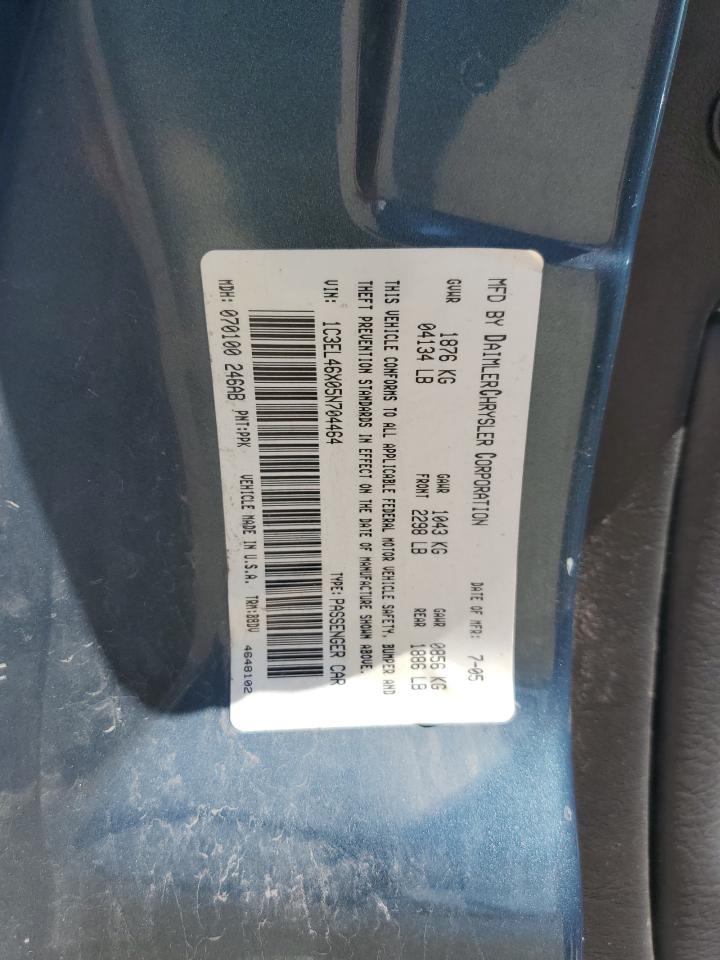 MFD BY DAIMLERCHRYSLER CORPORATION DATE OF MFR: 7-05
GVWR 1876 KG GAWR 1043 KG GAWR 0856 KG
04134 LB FRONT 2298 LB REAR 1886 LB
THIS VEHICLE CONFORMS TO ALL APPLICABLE FEDERAL MOTOR VEHICLE SAFETY, BUMPER AND
THEFT PREVENTION STANDARDS IN EFFECT ON THE DATE OF MANUFACTURE SHOWN ABOVE.
VIN: 1C3EL46X05N704464 TYPE: PASSENGER CAR
MDH: 070100 246AB PNT:PPK VEHICLE MADE IN U.S.A. TRM:B8DV 4648102